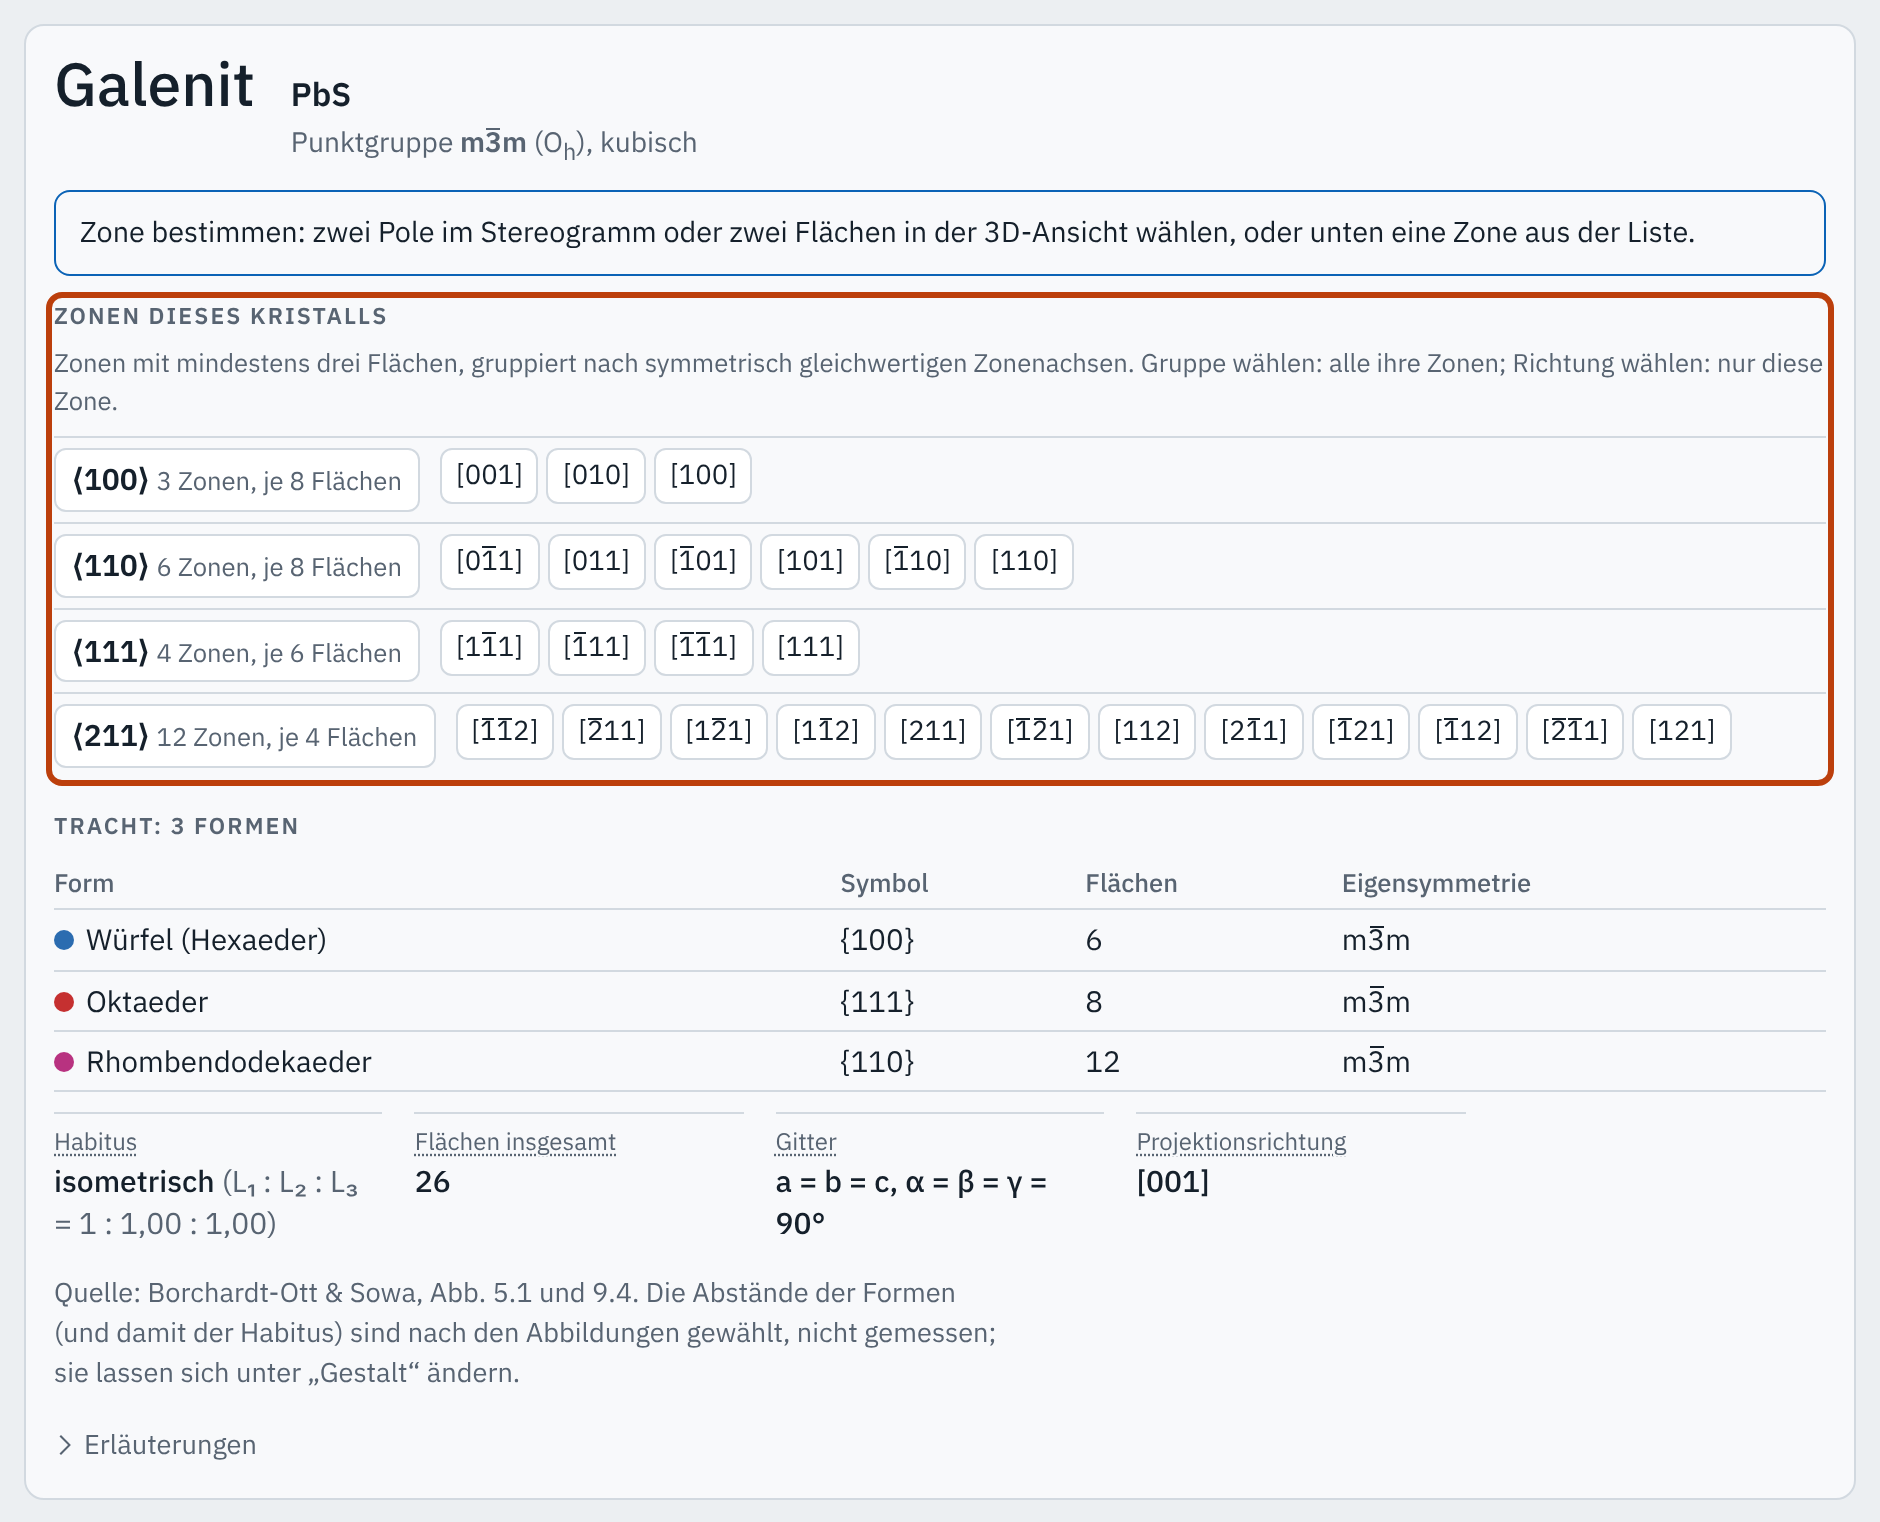 Galenit PbS
Punktgruppe m3̅m (Oₕ), kubisch
Zone bestimmen: zwei Pole im Stereogramm oder zwei Flächen in der 3D-Ansicht wählen, oder unten eine Zone aus der Liste.
ZONEN DIESES KRISTALLS
Zonen mit mindestens drei Flächen, gruppiert nach symmetrisch gleichwertigen Zonenachsen. Gruppe wählen: alle ihre Zonen; Richtung wählen: nur diese
Zone.
⟨100⟩ 3 Zonen, je 8 Flächen [001] [010] [100]
⟨110⟩ 6 Zonen, je 8 Flächen [01̅1] [011] [1̅01] [101] [1̅10] [110]
⟨111⟩ 4 Zonen, je 6 Flächen [11̅1] [1̅11] [1̅1̅1] [111]
⟨211⟩ 12 Zonen, je 4 Flächen [1̅1̅2] [2̅11] [12̅1] [11̅2] [211] [1̅2̅1] [112] [21̅1] [1̅21] [1̅12] [2̅1̅1] [121]
TRACHT: 3 FORMEN
Form Symbol Flächen Eigensymmetrie
Würfel (Hexaeder) {100} 6 m3̅m
Oktaeder {111} 8 m3̅m
Rhombendodekaeder {110} 12 m3̅m
Habitus Flächen insgesamt Gitter Projektionsrichtung
isometrisch (L₁ : L₂ : L₃ 26 a = b = c, α = β = γ = [001]
= 1 : 1,00 : 1,00) 90°
Quelle: Borchardt-Ott & Sowa, Abb. 5.1 und 9.4. Die Abstände der Formen
(und damit der Habitus) sind nach den Abbildungen gewählt, nicht gemessen;
sie lassen sich unter „Gestalt“ ändern.
Erläuterungen